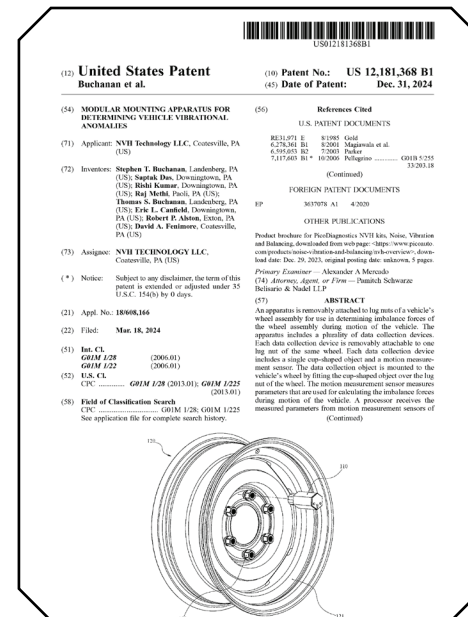 US012181368B1
(12) United States Patent
Buchanan et al.
(10) Patent No.: US 12,181,368 B1
(45) Date of Patent: Dec. 31, 2024
(54) MODULAR MOUNTING APPARATUS FOR
DETERMINING VEHICLE VIBRATIONAL
ANOMALIES
(71) Applicant: NVH Technology LLC, Coatesville, PA
(US)
(72) Inventors: Stephen T. Buchanan, Landenberg, PA
(US); Saptak Das, Downingtown, PA
(US); Rishi Kumar, Downingtown, PA
(US); Raj Methi, Paoli, PA (US);
Thomas S. Buchanan, Landenberg, PA
(US); Eric L. Canfield, Downingtown,
PA (US); Robert P. Alston, Exton, PA
(US); David A. Fenimore, Coatesville,
PA (US)
(73) Assignee: NVH TECHNOLOGY LLC,
Coatesville, PA (US)
( * ) Notice: Subject to any disclaimer, the term of this
patent is extended or adjusted under 35
U.S.C. 154(b) by 0 days.
(21) Appl. No.: 18/608,166
(22) Filed: Mar. 18, 2024
(51) Int. Cl.
G01M 1/28 (2006.01)
G01M 1/22 (2006.01)
(52) U.S. Cl.
CPC ............. G01M 1/28 (2013.01); G01M 1/225
(2013.01)
(58) Field of Classification Search
CPC ............................ G01M 1/28; G01M 1/225
See application file for complete search history.
(56) References Cited
U.S. PATENT DOCUMENTS
RE31,971 E 8/1985 Gold
6,278,361 B1 8/2001 Magiawala et al.
6,595,053 B2 7/2003 Parker
7,117,603 B1 * 10/2006 Pellegrino ............. G01B 5/255
33/203.18
(Continued)
FOREIGN PATENT DOCUMENTS
EP 3637078 A1 4/2020
OTHER PUBLICATIONS
Product brochure for PicoDiagnostics NVH kits, Noise, Vibration
and Balancing, downloaded from web page: <https://www.picoauto.
com/products/noise-vibration-and-balancing/nvh-overview>, down-
load date: Dec. 29, 2023, original posting date: unknown, 5 pages.
Primary Examiner — Alexander A Mercado
(74) Attorney, Agent, or Firm — Panitch Schwarze
Belisario & Nadel LLP
(57) ABSTRACT
An apparatus is removably attached to lug nuts of a vehicle's
wheel assembly for use in determining imbalance forces of
the wheel assembly during motion of the vehicle. The
apparatus includes a plurality of data collection devices.
Each data collection device is removably attachable to one
lug nut of the same wheel. Each data collection device
includes a single cup-shaped object and a motion measure-
ment sensor. The data collection object is mounted to the
vehicle's wheel by fitting the cup-shaped object over the lug
nut of the wheel. The motion measurement sensor measures
parameters that are used for calculating the imbalance forces
during motion of the vehicle. A processor receives the
measured parameters from motion measurement sensors of
(Continued)
120
110